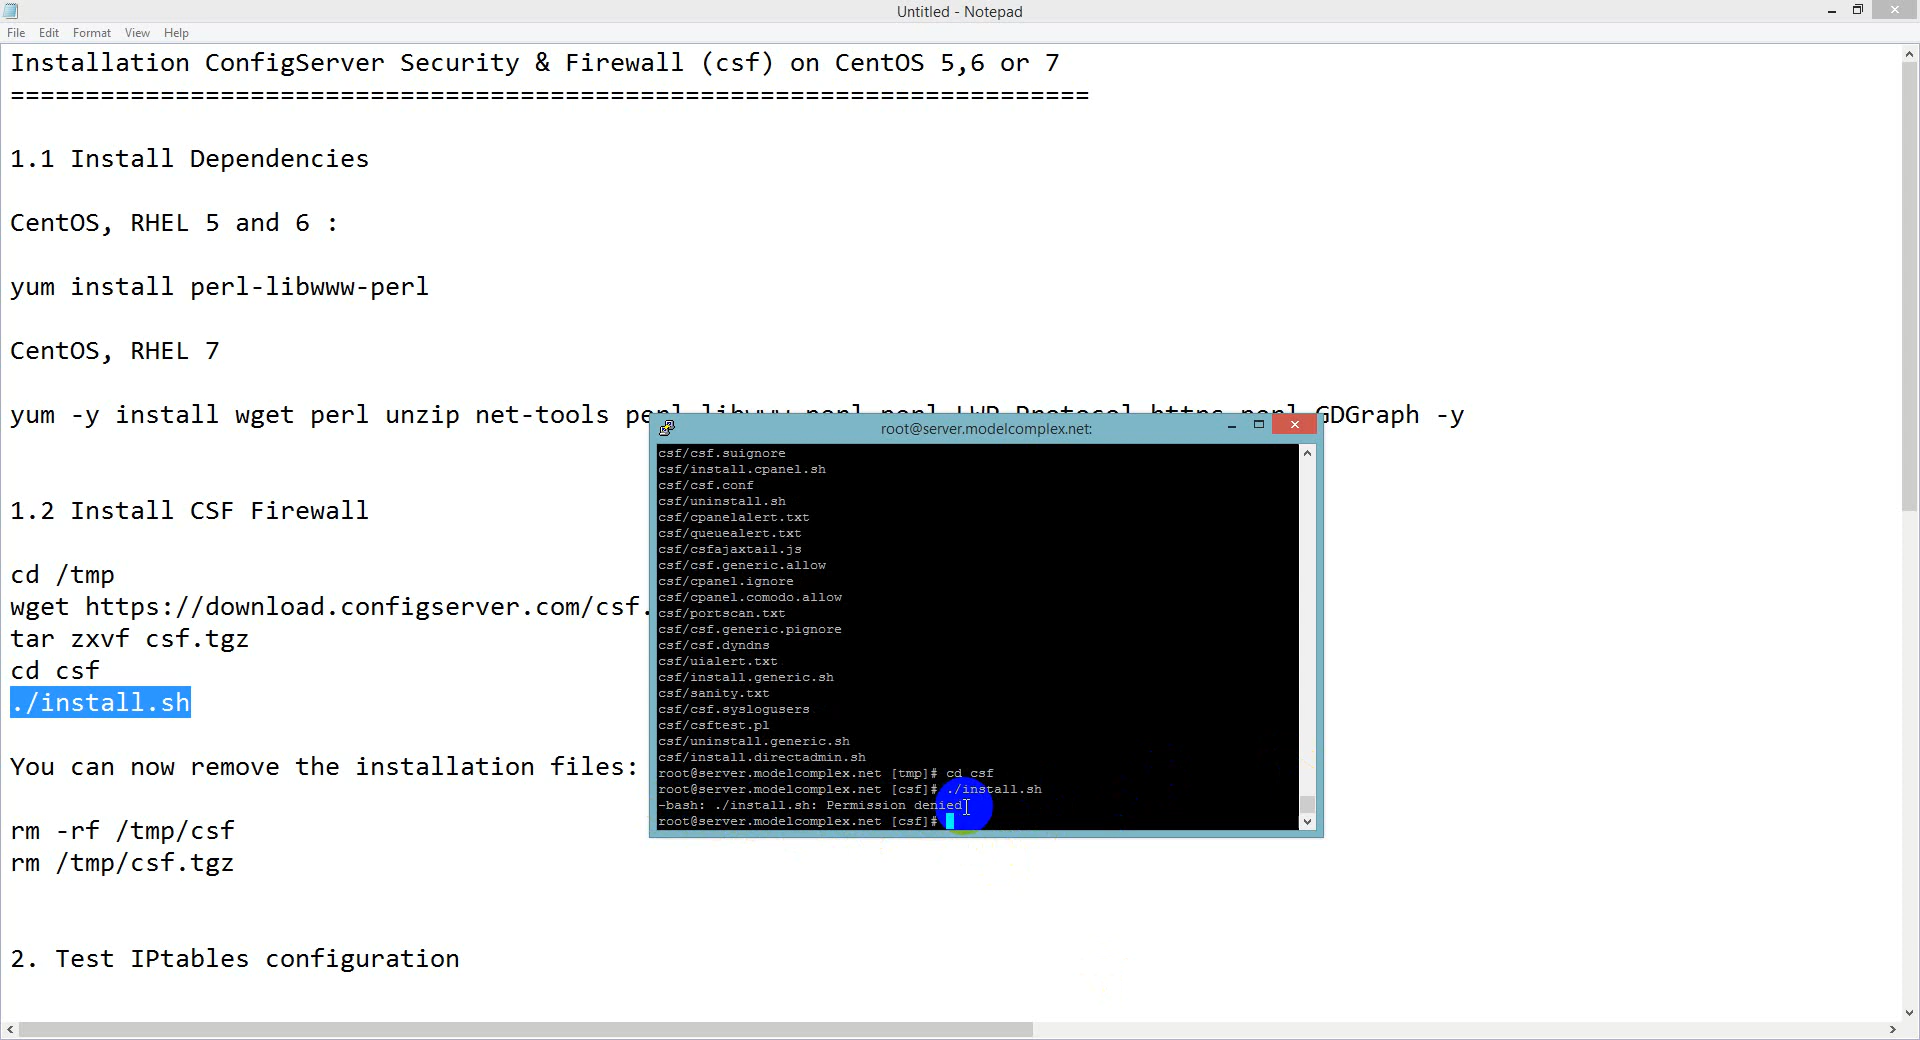 Untitled - Notepad
File Edit Format View Help
Installation ConfigServer Security & Firewall (csf) on CentOS 5,6 or 7
========================================================================
1.1 Install Dependencies
CentOS, RHEL 5 and 6 :
yum install perl-libwww-perl
CentOS, RHEL 7
yum -y install wget perl unzip net-tools perl-libwww-perl perl-LWP-Protocol-https perl-GDGraph -y
1.2 Install CSF Firewall
cd /tmp
wget https://download.configserver.com/csf.
tar zxvf csf.tgz
cd csf
./install.sh
You can now remove the installation files:
rm -rf /tmp/csf
rm /tmp/csf.tgz
2. Test IPtables configuration
root@server.modelcomplex.net:
csf/csf.suignore
csf/install.cpanel.sh
csf/csf.conf
csf/uninstall.sh
csf/cpanelalert.txt
csf/queuealert.txt
csf/csfajaxtail.js
csf/csf.generic.allow
csf/cpanel.ignore
csf/cpanel.comodo.allow
csf/portscan.txt
csf/csf.generic.pignore
csf/csf.dyndns
csf/uialert.txt
csf/install.generic.sh
csf/sanity.txt
csf/csf.syslogusers
csf/csftest.pl
csf/uninstall.generic.sh
csf/install.directadmin.sh
root@server.modelcomplex.net [tmp]# cd csf
root@server.modelcomplex.net [csf]# ./install.sh
-bash: ./install.sh: Permission denied
root@server.modelcomplex.net [csf]#